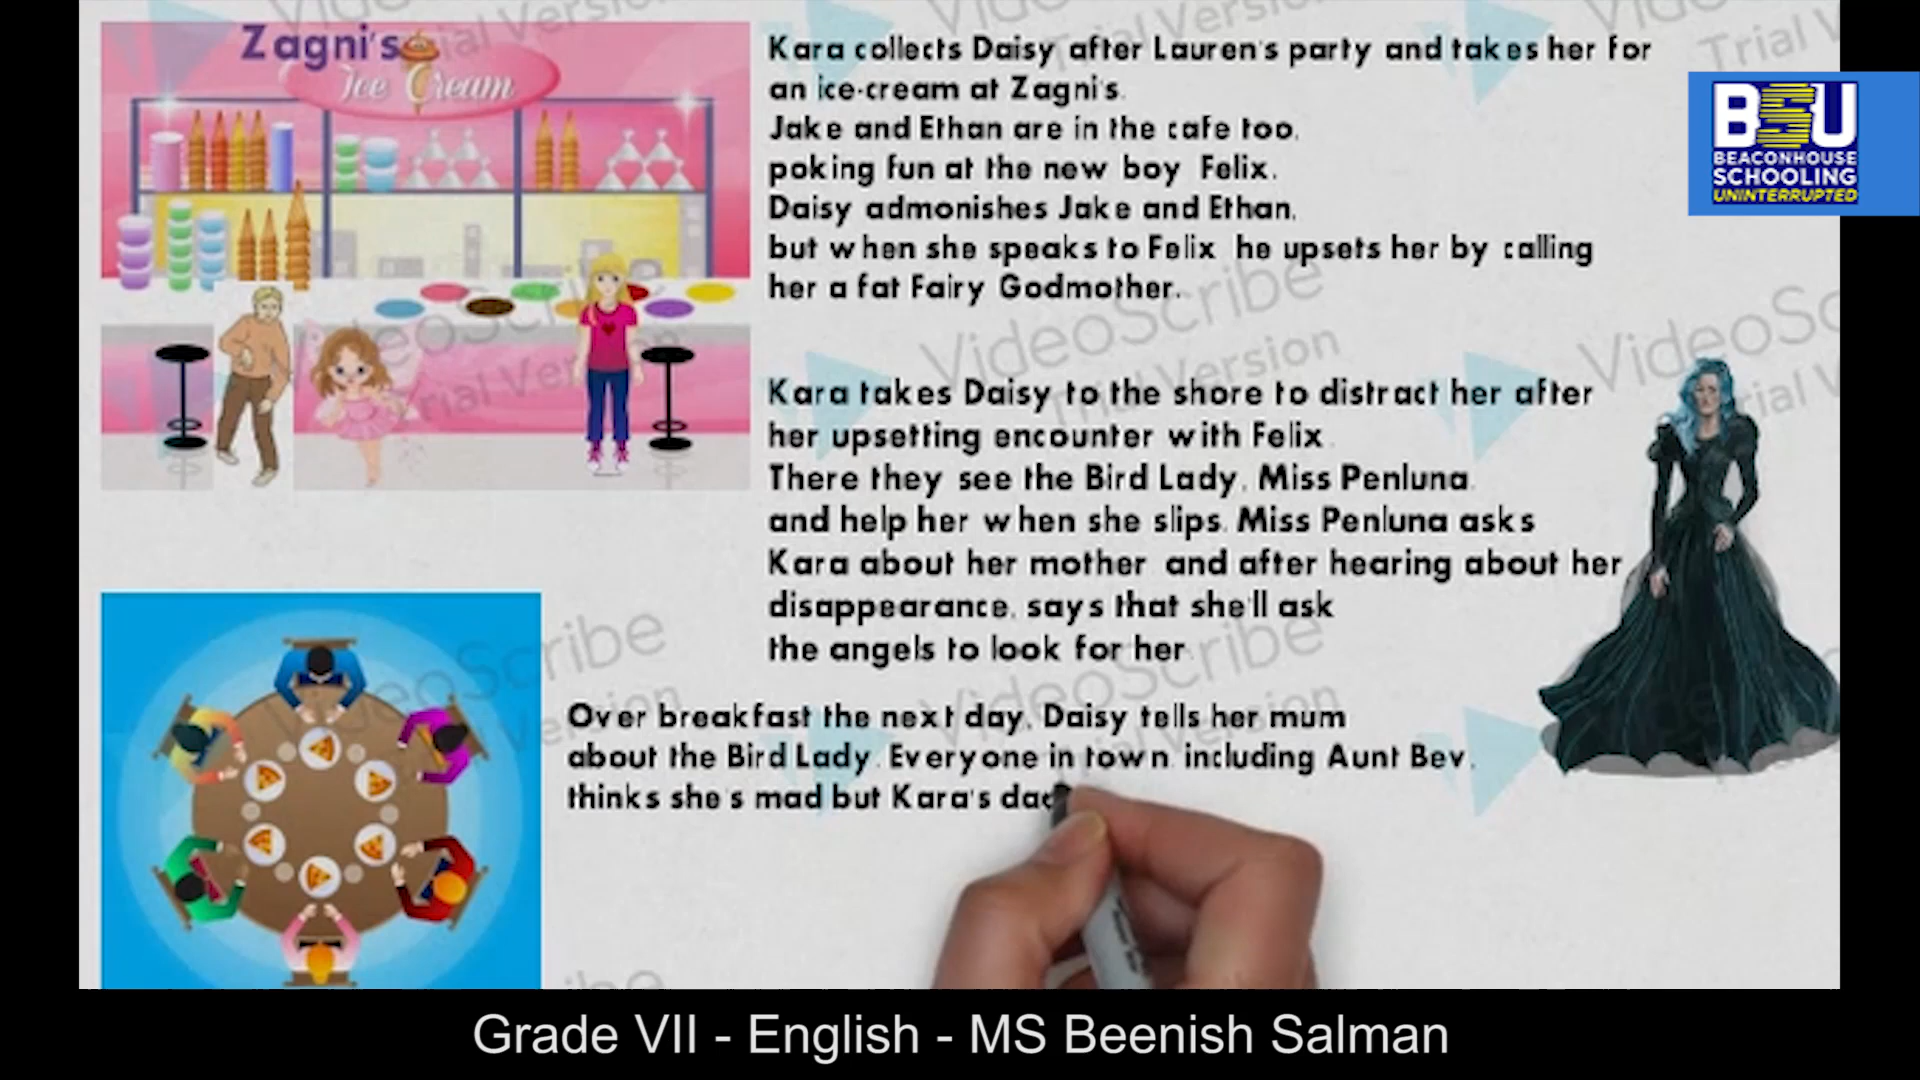 Zagni's
Ice Cream
Kara collects Daisy after Lauren's party and takes her for
an ice-cream at Zagni's.
Jake and Ethan are in the cafe too,
poking fun at the new boy Felix.
Daisy admonishes Jake and Ethan,
but when she speaks to Felix he upsets her by calling
her a fat Fairy Godmother.
Kara takes Daisy to the shore to distract her after
her upsetting encounter with Felix.
There they see the Bird Lady, Miss Penluna,
and help her when she slips. Miss Penluna asks
Kara about her mother and after hearing about her
disappearance, says that she'll ask
the angels to look for her
Over breakfast the next day, Daisy tells her mum
about the Bird Lady. Everyone in town including Aunt Bev,
thinks she's mad but Kara's dad
BSU
BEACONHOUSE
SCHOOLING
UNINTERRUPTED
VideoScribe
Trial Version
VideoScribe
Trial Version
Grade VII - English - MS Beenish Salman